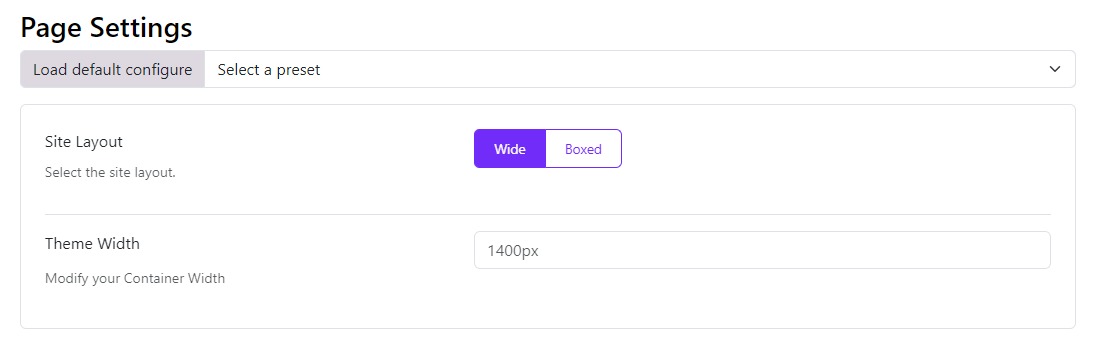 Page Settings
Load default configure Select a preset
Site Layout Wide Boxed
Select the site layout.
Theme Width 1400px
Modify your Container Width